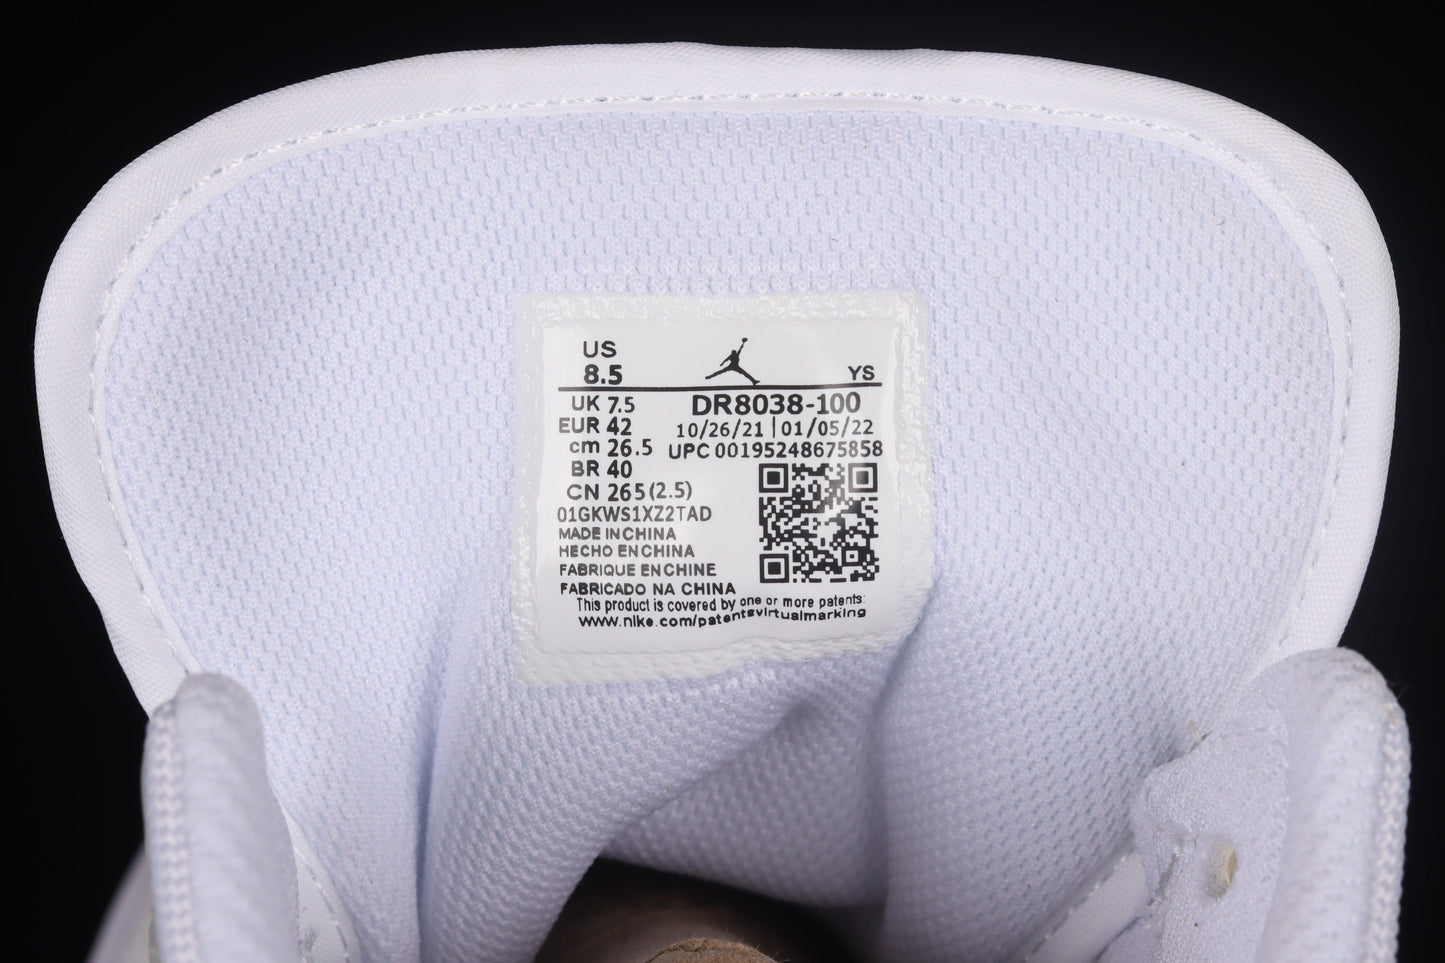 US
8.5
YS
UK 7.5
DR8038-100
EUR 42
10/26/21 | 01/05/22
cm 26.5
UPC 00195248675858
BR 40
CN 265(2.5)
01GKWS1XZ2TAD
MADE IN CHINA
HECHO EN CHINA
FABRIQUE EN CHINE
FABRICADO NA CHINA
This product is covered by one or more patents:
www.nike.com/patentsvirtualmarking